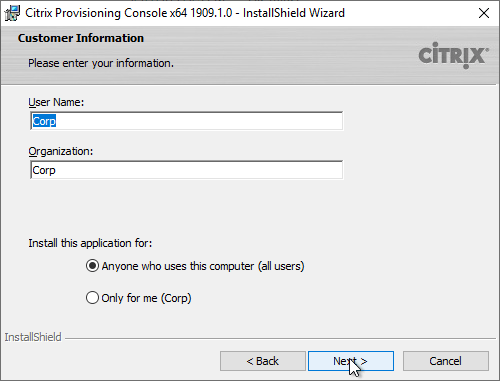 Citrix Provisioning Console x64 1909.1.0 - InstallShield Wizard
Customer Information
Please enter your information.
CITRIX®
User Name:
Corp
Organization:
Corp
Install this application for:
Anyone who uses this computer (all users)
Only for me (Corp)
InstallShield
< Back
Next >
Cancel